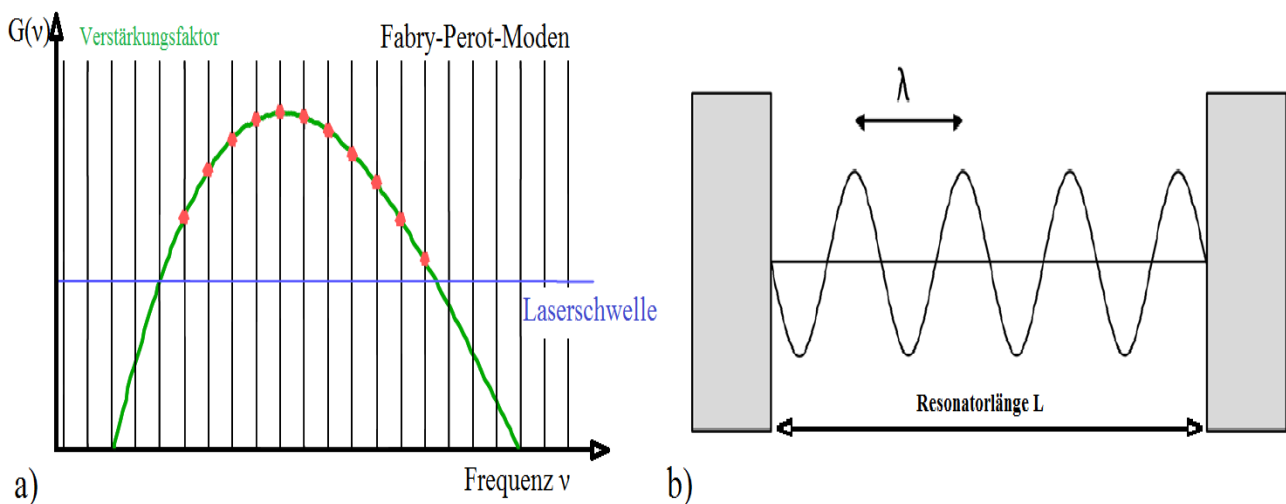 G(ν)
Verstärkungsfaktor
Fabry-Perot-Moden
Laserschwelle
Frequenz ν
a)
λ
Resonatorlänge L
b)